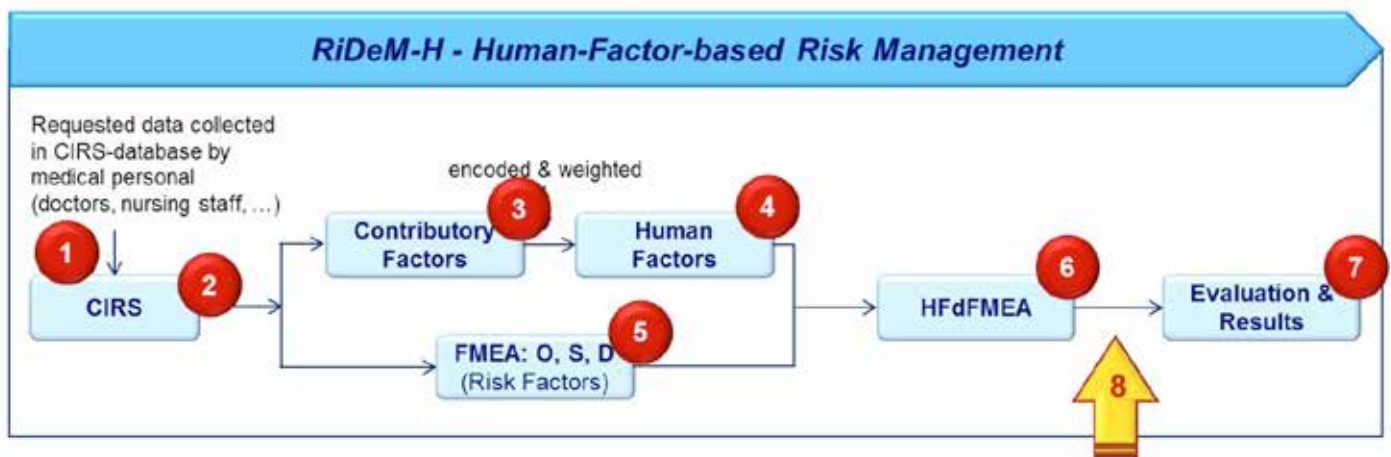 RiDeM-H - Human-Factor-based Risk Management
Requested data collected
in CIRS-database by
medical personal
(doctors, nursing staff, ...)
encoded & weighted
1
CIRS
2
Contributory
Factors
3
Human
Factors
4
FMEA: O, S, D
(Risk Factors)
5
HFdFMEA
6
Evaluation &
Results
7
8